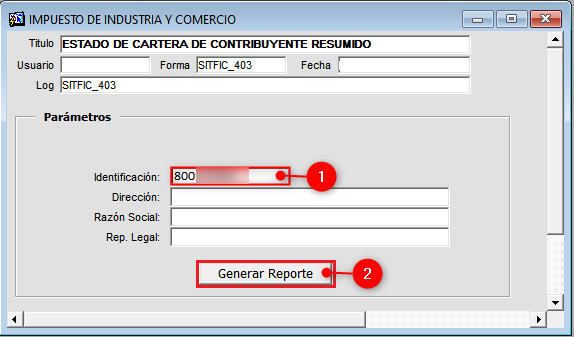 IMPUESTO DE INDUSTRIA Y COMERCIO
Titulo ESTADO DE CARTERA DE CONTRIBUYENTE RESUMIDO
Usuario Forma SITFIC_403 Fecha
Log SITFIC_403
Parámetros
Identificación: 800 1
Dirección:
Razón Social:
Rep. Legal:
Generar Reporte 2